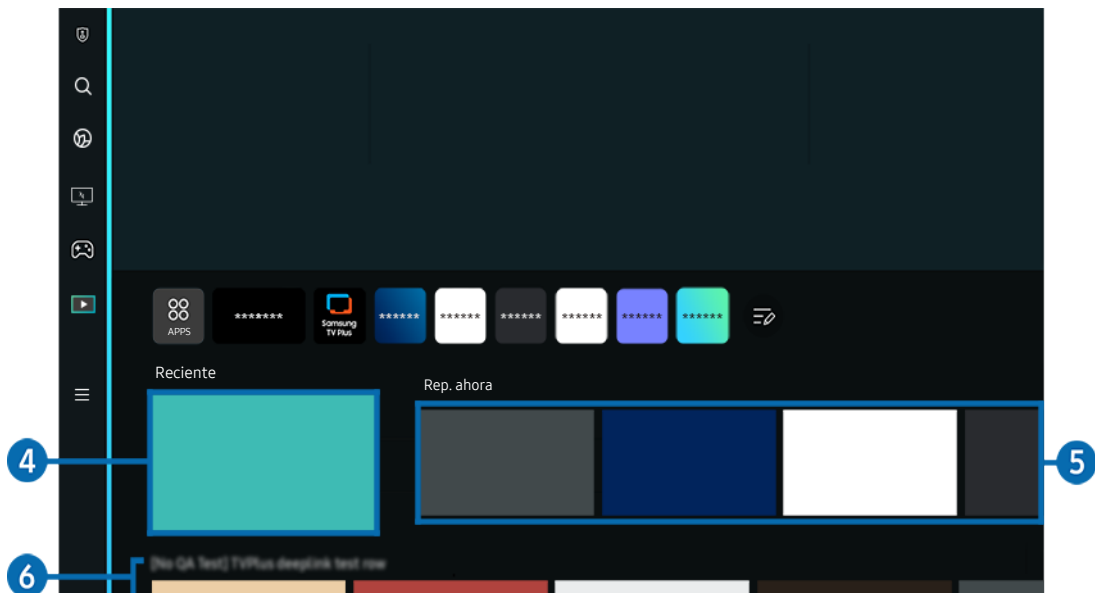 APPS
*******
Samsung
TV Plus
******
******
******
******
******
******
Reciente
Rep. ahora
4
5
[No QA Test] TVPlus deeplink test row
6